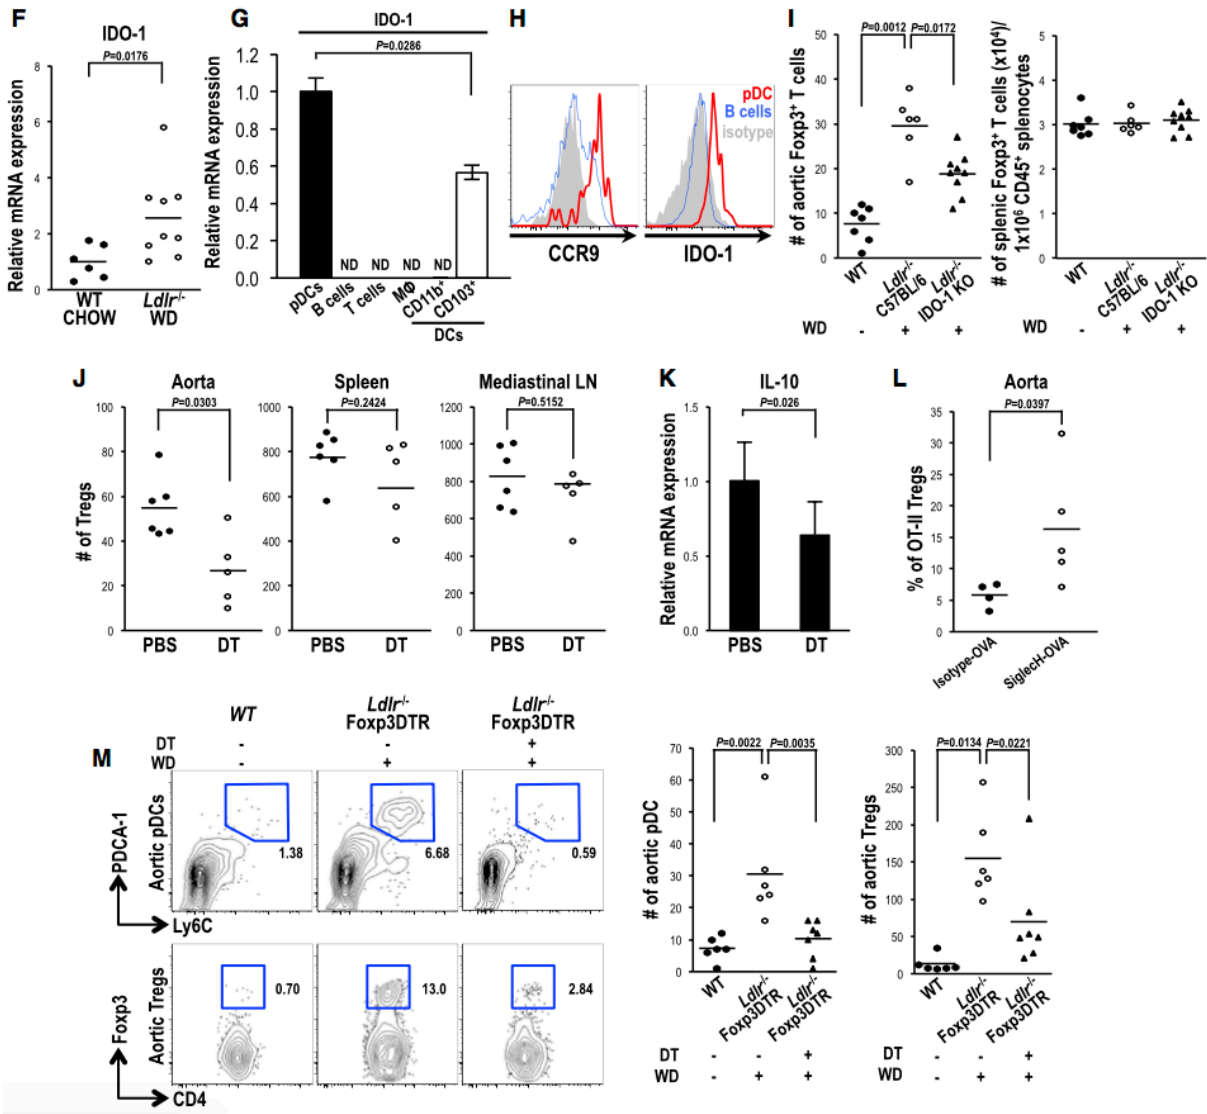 F
IDO-1
P=0.0176
Relative mRNA expression
8
6
4
2
0
WT
CHOW
Ldlr-/-
WD
G
IDO-1
P=0.0286
Relative mRNA expression
1.2
1.0
0.8
0.6
0.4
0.2
0.0
ND ND ND ND
pDCs
B cells
T cells
MΦ
CD11b+
CD103+
DCs
H
pDC
B cells
isotype
CCR9
IDO-1
I
P=0.0012 P=0.0172
# of aortic Foxp3+ T cells
50
40
30
20
10
0
WT
Ldlr-/-
C57BL/6
Ldlr-/-
IDO-1 KO
WD - + +
# of splenic Foxp3+ T cells (x10⁴)/
1x10⁶ CD45+ splenocytes
5
4
3
2
1
0
WT
Ldlr-/-
C57BL/6
Ldlr-/-
IDO-1 KO
WD - + +
J
Aorta
P=0.0303
# of Tregs
100
80
60
40
20
0
PBS DT
Spleen
P=0.2424
1000
800
600
400
200
0
PBS DT
Mediastinal LN
P=0.5152
1200
1000
800
600
400
200
0
PBS DT
K
IL-10
P=0.026
Relative mRNA expression
1.5
1.0
0.5
0.0
PBS DT
L
Aorta
P=0.0397
% of OT-II Tregs
35
30
25
20
15
10
5
0
Isotype-OVA
SiglecH-OVA
M
WT
Ldlr-/-
Foxp3DTR
Ldlr-/-
Foxp3DTR
DT - - +
WD - + +
PDCA-1
Aortic pDCs
1.38
6.68
0.59
Ly6C
Foxp3
Aortic Tregs
0.70
13.0
2.84
CD4
P=0.0022 P=0.0035
# of aortic pDC
70
60
50
40
30
20
10
0
WT
Ldlr-/-
Foxp3DTR
Ldlr-/-
Foxp3DTR
DT - - +
WD - + +
P=0.0134 P=0.0221
# of aortic Tregs
300
250
200
150
100
50
0
WT
Ldlr-/-
Foxp3DTR
Ldlr-/-
Foxp3DTR
DT - - +
WD - + +